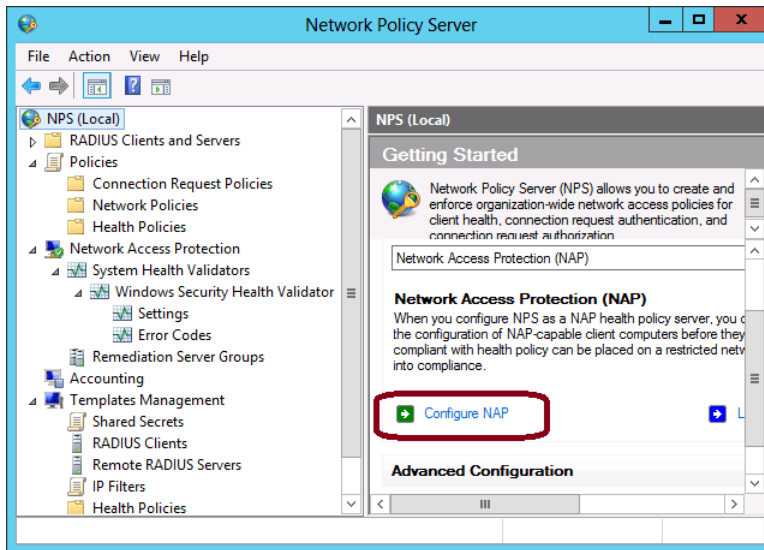 Network Policy Server
File Action View Help
NPS (Local)
RADIUS Clients and Servers
Policies
Connection Request Policies
Network Policies
Health Policies
Network Access Protection
System Health Validators
Windows Security Health Validator
Settings
Error Codes
Remediation Server Groups
Accounting
Templates Management
Shared Secrets
RADIUS Clients
Remote RADIUS Servers
IP Filters
Health Policies
NPS (Local)
Getting Started
Network Policy Server (NPS) allows you to create and
enforce organization-wide network access policies for
client health, connection request authentication, and
connection request authorization
Network Access Protection (NAP)
Network Access Protection (NAP)
When you configure NPS as a NAP health policy server, you
the configuration of NAP-capable client computers before they
compliant with health policy can be placed on a restricted
into compliance.
Configure NAP
Advanced Configuration